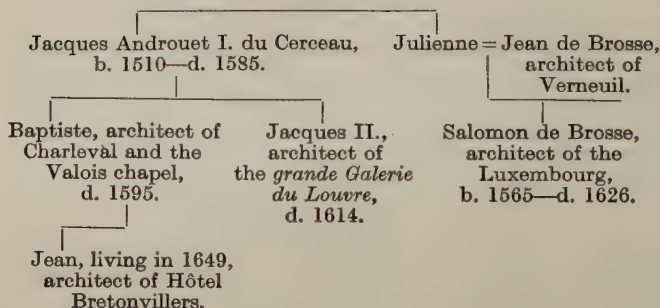 Jacques Androuet I. du Cerceau,
b. 1510—d. 1585.
Julienne = Jean de Brosse,
architect of
Verneuil.
Baptiste, architect of
Charleval and the
Valois chapel,
d. 1595.
Jacques II.,
architect of
the grande Galerie
du Louvre,
d. 1614.
Salomon de Brosse,
architect of the
Luxembourg,
b. 1565—d. 1626.
Jean, living in 1649,
architect of Hôtel
Bretonvillers.